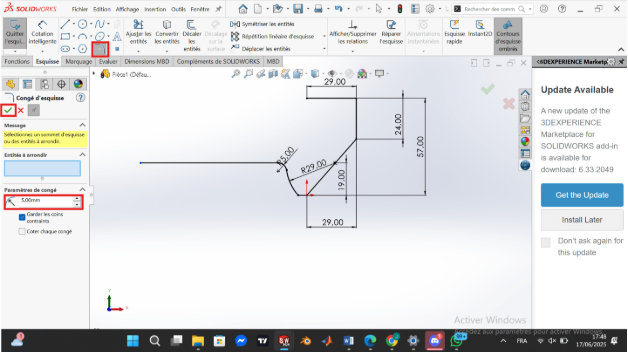 SOLIDWORKS
Fichier Edition Affichage Insertion Outils Fenêtre
Rechercher dans com
Quitter l'esqui...
Cotation intelligente
Ajuster les entités
Convertir les entités
Décaler les entités
Décalage sur la surface
Symétriser les entités
Répétition linéaire d'esquisse
Déplacer les entités
Afficher/Supprimer les relations
Réparer l'esquisse
Animations instantanées
Esquisse rapide
Instant2D
Contours d'esquisse ombrés
Fonctions Esquisse Marquage Evaluer Dimensions MBD Compléments de SOLIDWORKS MBD
Pièce1 (Défau...
Congé d'esquisse
Message
Sélectionnez un sommet d'esquisse ou des entités à arrondir.
Entités à arrondir
Paramètres de congé
5.00mm
Garder les coins contraints
Coter chaque congé
29,00
R5,00
R29,00
24,00
57,00
19,00
29,00
3DEXPERIENCE Marketplace
Update Available
A new update of the
3DEXPERIENCE
Marketplace for
SOLIDWORKS add-in
is available for
download: 6.33.2049
Get the Update
Install Later
Don't ask again for
this update
Activer Windows
Accédez aux paramètres pour activer Windows.
FRA
17:48
17/06/2025